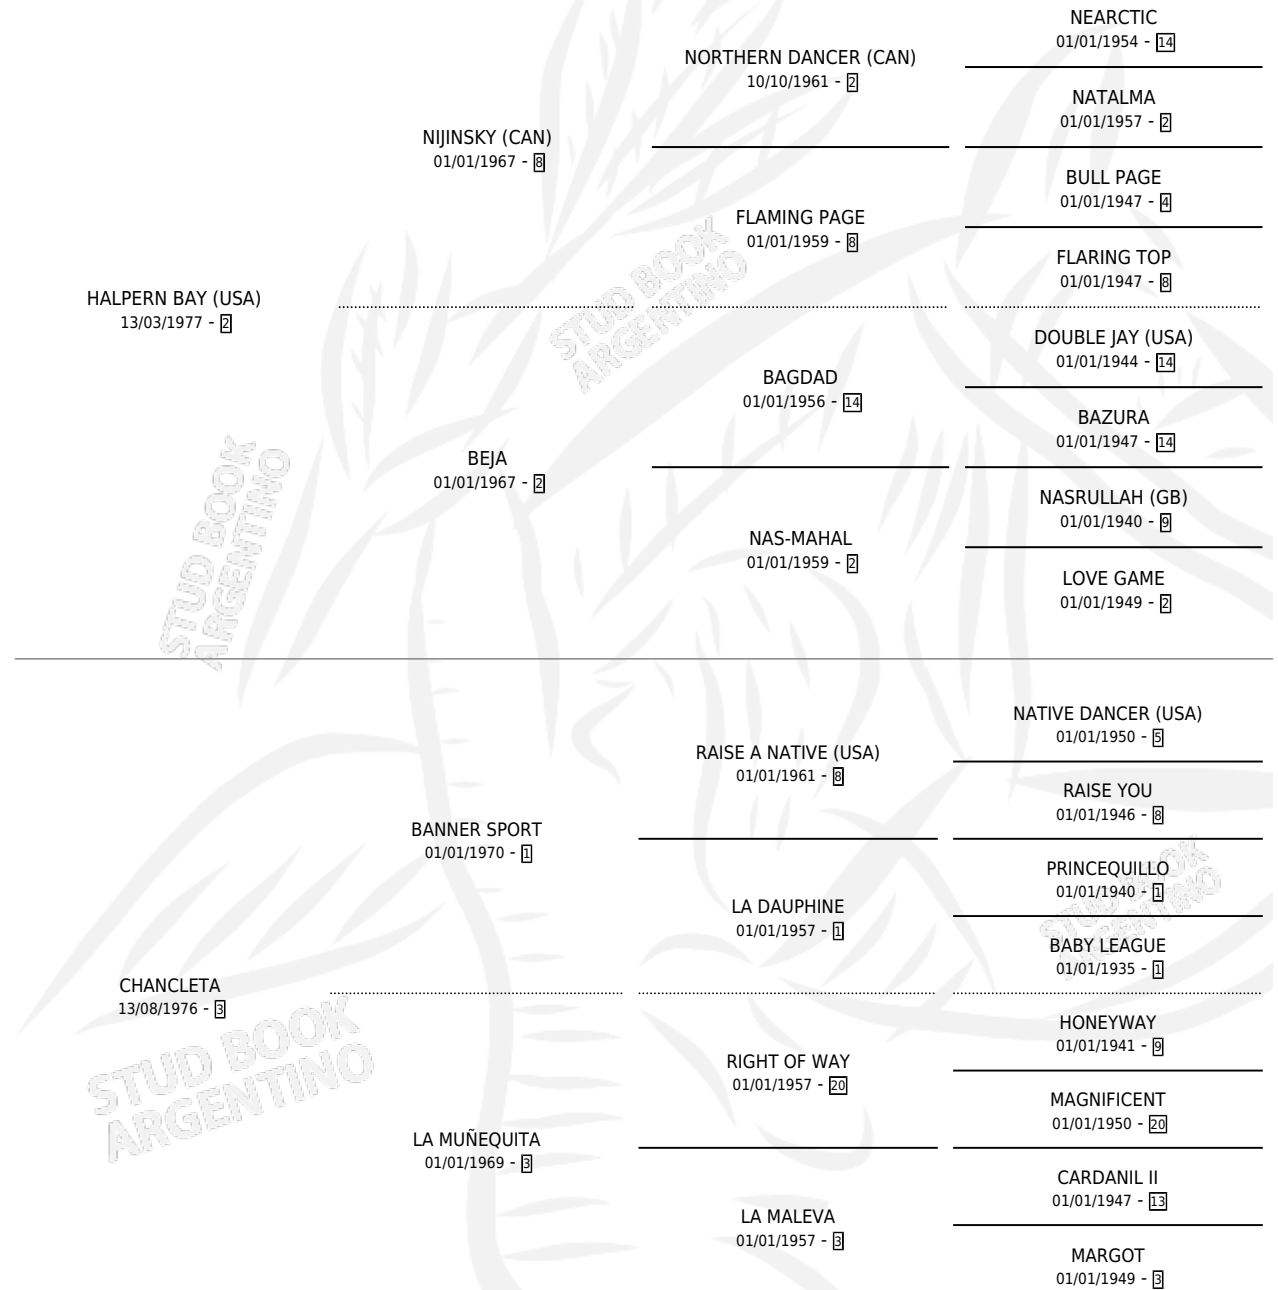 NEARCTIC
01/01/1954 - 14
NORTHERN DANCER (CAN)
10/10/1961 - 2
NATALMA
01/01/1957 - 2
NIJINSKY (CAN)
01/01/1967 - 8
BULL PAGE
01/01/1947 - 4
FLAMING PAGE
01/01/1959 - 8
FLARING TOP
01/01/1947 - 8
HALPERN BAY (USA)
13/03/1977 - 2
DOUBLE JAY (USA)
01/01/1944 - 14
BAGDAD
01/01/1956 - 14
BAZURA
01/01/1947 - 14
BEJA
01/01/1967 - 2
NASRULLAH (GB)
01/01/1940 - 9
NAS-MAHAL
01/01/1959 - 2
LOVE GAME
01/01/1949 - 2
NATIVE DANCER (USA)
01/01/1950 - 5
RAISE A NATIVE (USA)
01/01/1961 - 8
RAISE YOU
01/01/1946 - 8
BANNER SPORT
01/01/1970 - 1
PRINCEQUILLO
01/01/1940 - 1
LA DAUPHINE
01/01/1957 - 1
BABY LEAGUE
01/01/1935 - 1
CHANCLETA
13/08/1976 - 3
HONEYWAY
01/01/1941 - 9
RIGHT OF WAY
01/01/1957 - 20
MAGNIFICENT
01/01/1950 - 20
LA MUÑEQUITA
01/01/1969 - 3
CARDANIL II
01/01/1947 - 13
LA MALEVA
01/01/1957 - 3
MARGOT
01/01/1949 - 3
STUD BOOK
ARGENTINO
STUD BOOK
ARGENTINO
STUD BOOK
ARGENTINO
STUD BOOK
ARGENTINO